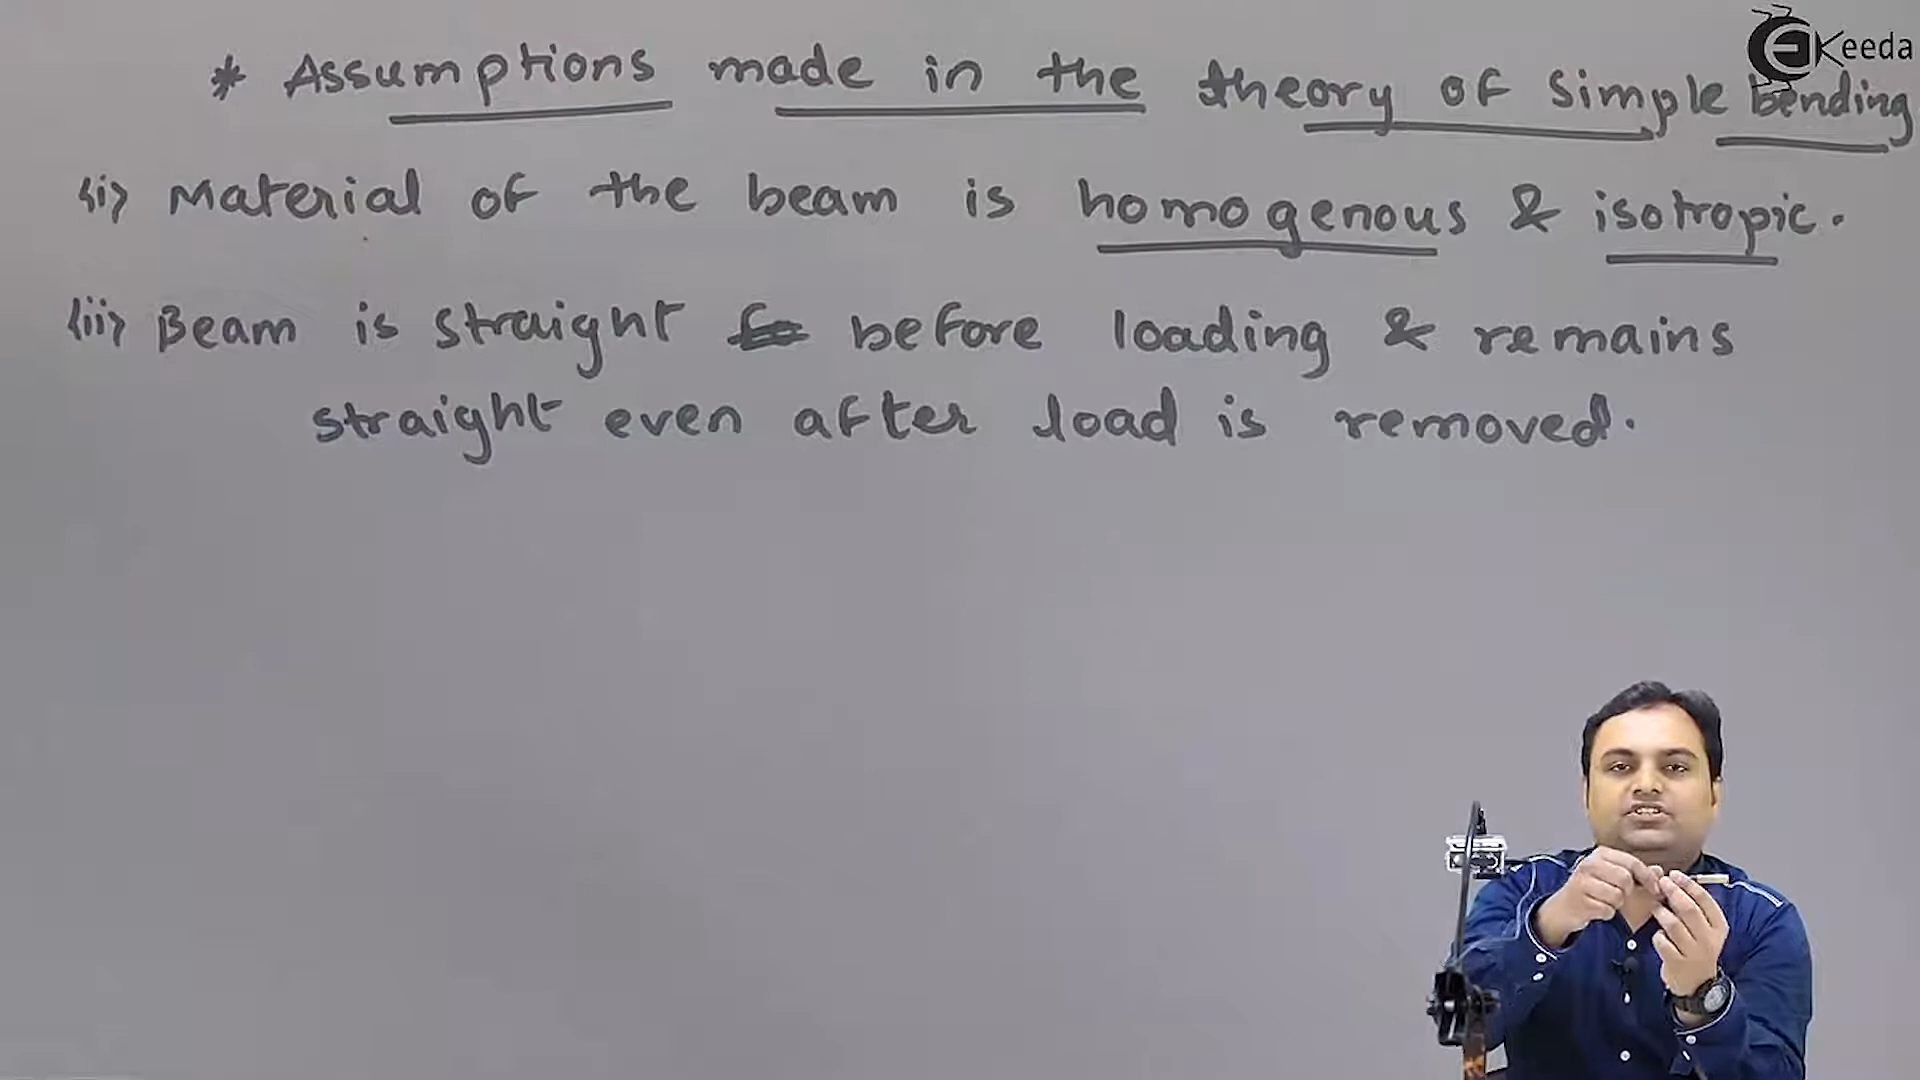 Ekeeda
* Assumptions made in the theory of simple bending
(i) Material of the beam is homogenous & isotropic.
(ii) Beam is straight before loading & remains
straight even after load is removed.